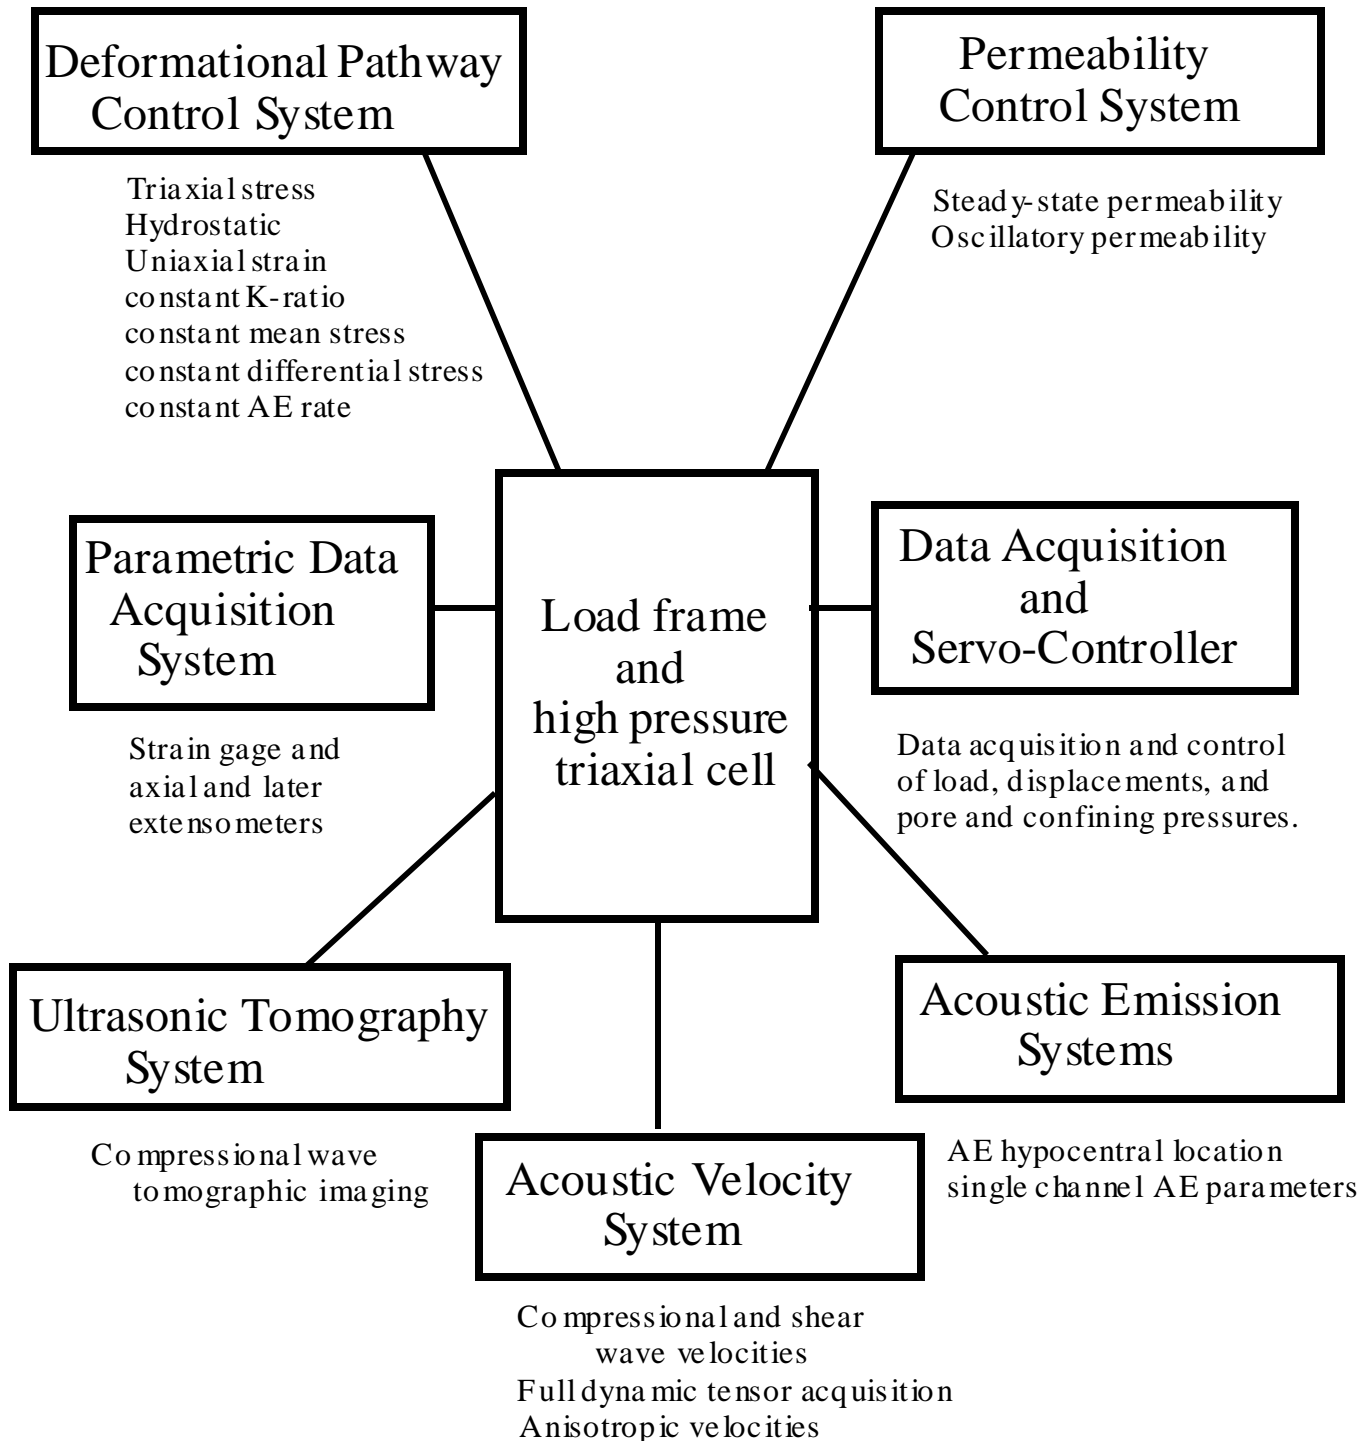 Deformational Pathway
Control System
Triaxial stress
Hydrostatic
Uniaxial strain
constant K-ratio
constant mean stress
constant differential stress
constant AE rate
Permeability
Control System
Steady-state permeability
Oscillatory permeability
Parametric Data
Acquisition
System
Strain gage and
axial and later
extensometers
Load frame
and
high pressure
triaxial cell
Data Acquisition
and
Servo-Controller
Data acquisition and control
of load, displacements, and
pore and confining pressures.
Ultrasonic Tomography
System
Compressional wave
tomographic imaging
Acoustic Velocity
System
Compressional and shear
wave velocities
Full dynamic tensor acquisition
Anisotropic velocities
Acoustic Emission
Systems
AE hypocentral location
single channel AE parameters